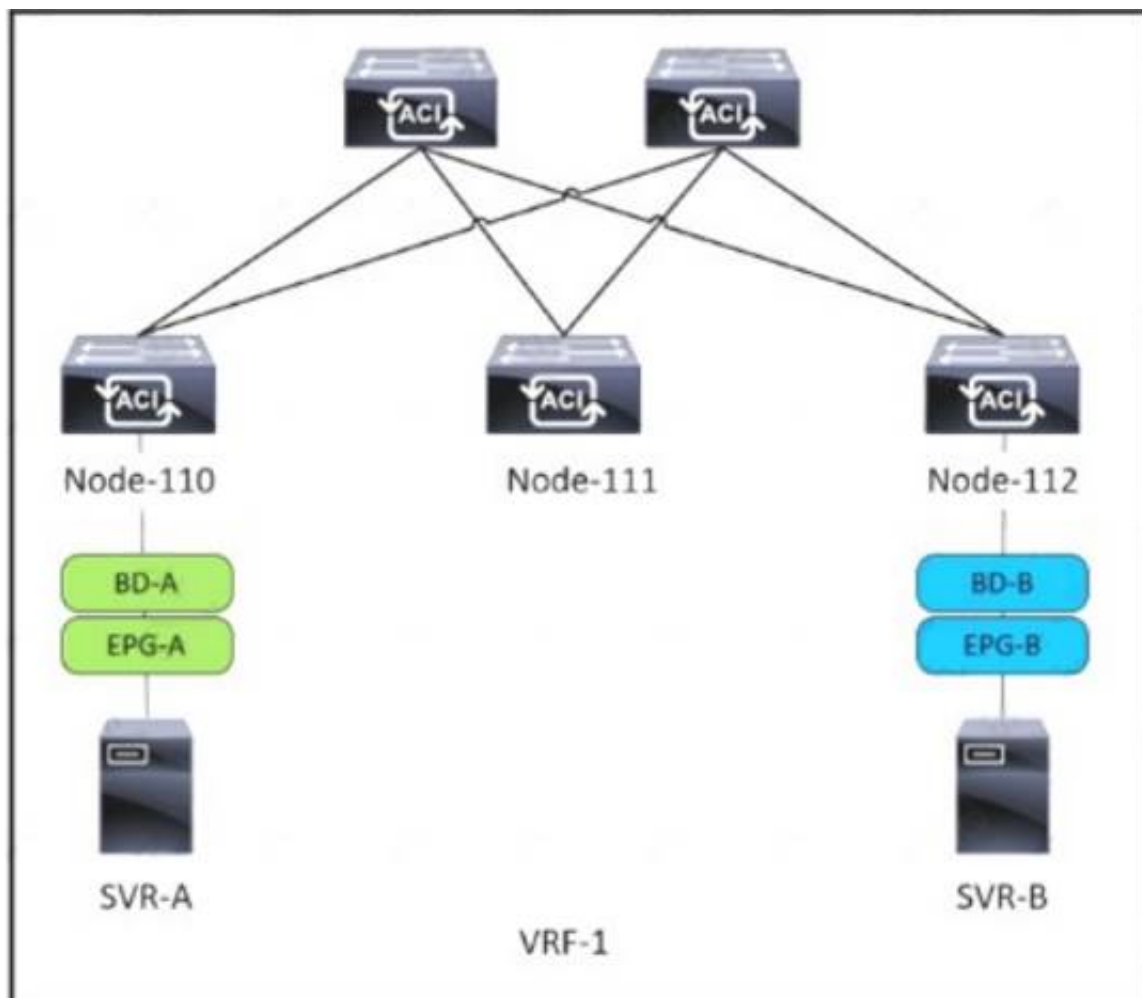 ACI ACI
ACI ACI ACI
Node-110 Node-111 Node-112
BD-A BD-B
EPG-A EPG-B
SVR-A SVR-B
VRF-1